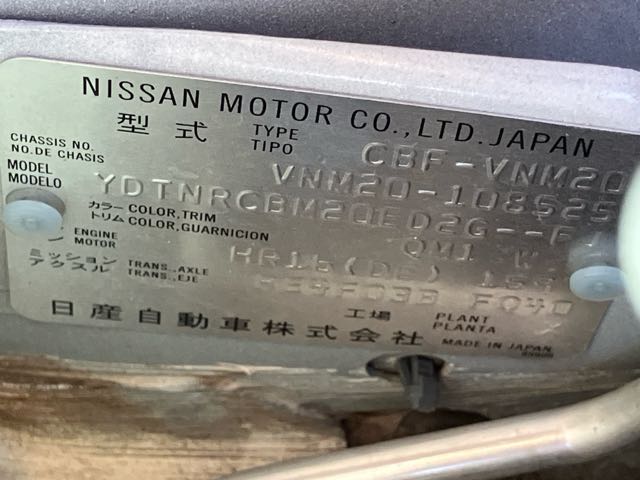 NISSAN MOTOR CO., LTD. JAPAN
型式 TYPE TIPO CBF-VNM20
CHASSIS NO. NO. DE CHASIS VNM20-108525
MODEL MODELO YDTNRCBM20ED2G--E
カラー COLOR, TRIM トリム COLOR, GUARNICION QM1 W
ENGINE MOTOR HR15(DE)
ミッション アクスル TRANS., AXLE TRANS., EJE FQ40
工場 PLANT PLANTA
日産自動車株式会社 MADE IN JAPAN